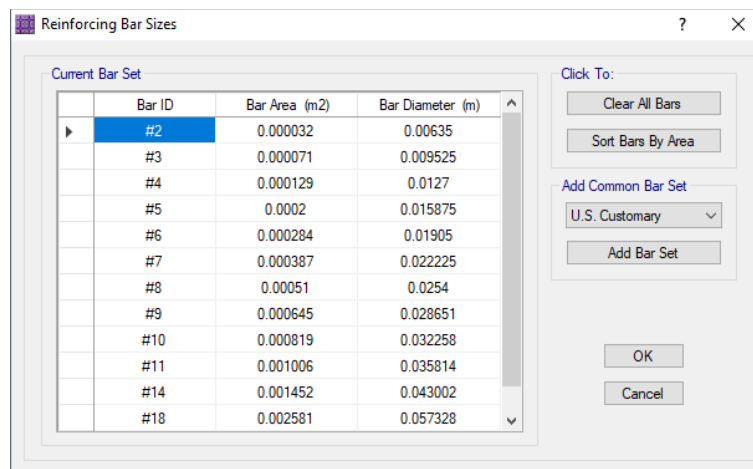 Reinforcing Bar Sizes ?
Current Bar Set
Bar ID Bar Area (m2) Bar Diameter (m)
#2 0.000032 0.00635
#3 0.000071 0.009525
#4 0.000129 0.0127
#5 0.0002 0.015875
#6 0.000284 0.01905
#7 0.000387 0.022225
#8 0.00051 0.0254
#9 0.000645 0.028651
#10 0.000819 0.032258
#11 0.001006 0.035814
#14 0.001452 0.043002
#18 0.002581 0.057328
Click To:
Clear All Bars
Sort Bars By Area
Add Common Bar Set
U.S. Customary
Add Bar Set
OK
Cancel